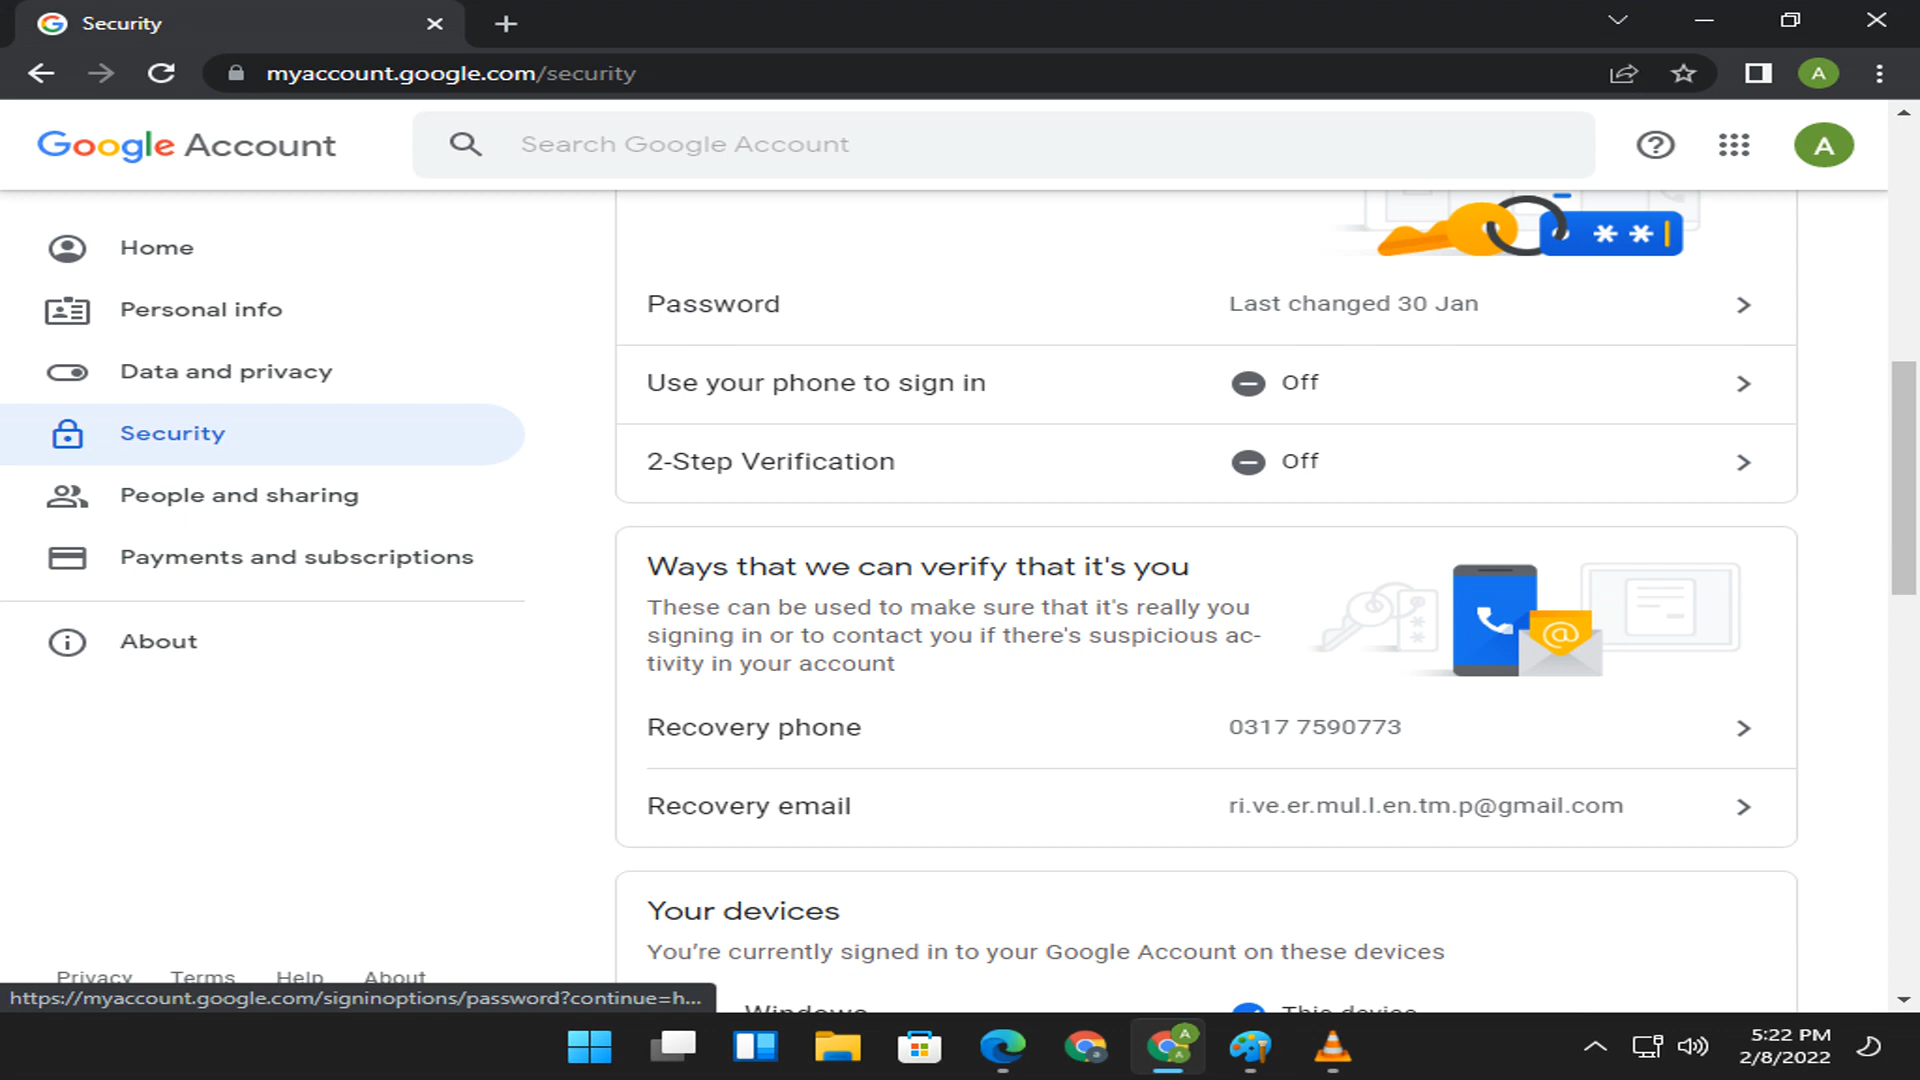 Security
myaccount.google.com/security
A
Google Account
Search Google Account
A
Home
Personal info
Data and privacy
Security
People and sharing
Payments and subscriptions
About
* *
Password
Last changed 30 Jan
Use your phone to sign in
Off
2-Step Verification
Off
Ways that we can verify that it's you
These can be used to make sure that it's really you
signing in or to contact you if there's suspicious ac-
tivity in your account
Recovery phone
0317 7590773
Recovery email
ri.ve.er.mul.l.en.tm.p@gmail.com
Your devices
You're currently signed in to your Google Account on these devices
Windows
This device
Privacy Terms Help About
https://myaccount.google.com/signinoptions/password?continue=h...
5:22 PM
2/8/2022